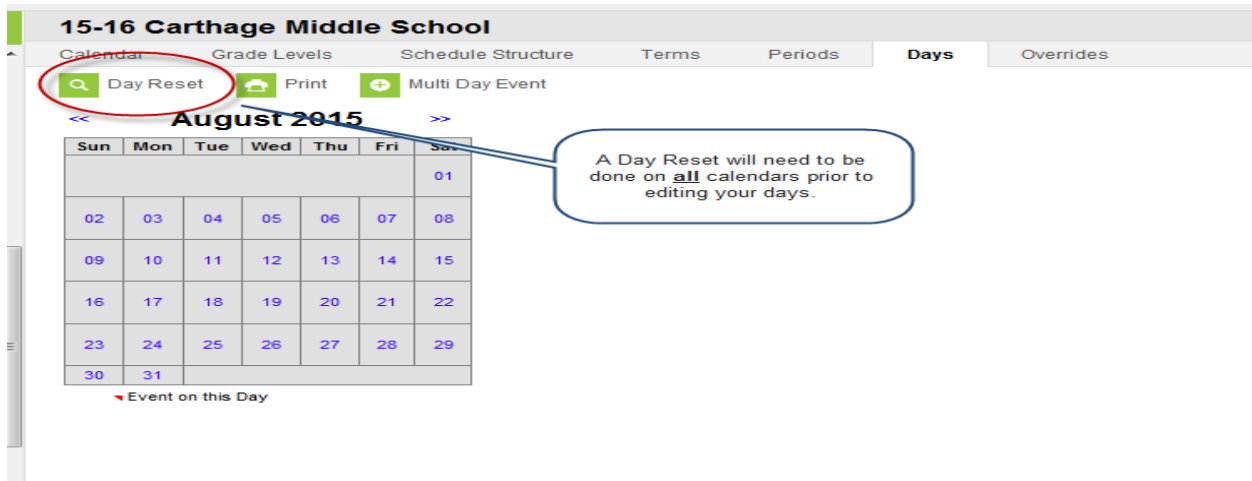 15-16 Carthage Middle School
Calendar Grade Levels Schedule Structure Terms Periods Days Overrides
Day Reset Print Multi Day Event
<< August 2015 >>
Sun Mon Tue Wed Thu Fri Sat
01
02 03 04 05 06 07 08
09 10 11 12 13 14 15
16 17 18 19 20 21 22
23 24 25 26 27 28 29
30 31
Event on this Day
A Day Reset will need to be
done on all calendars prior to
editing your days.